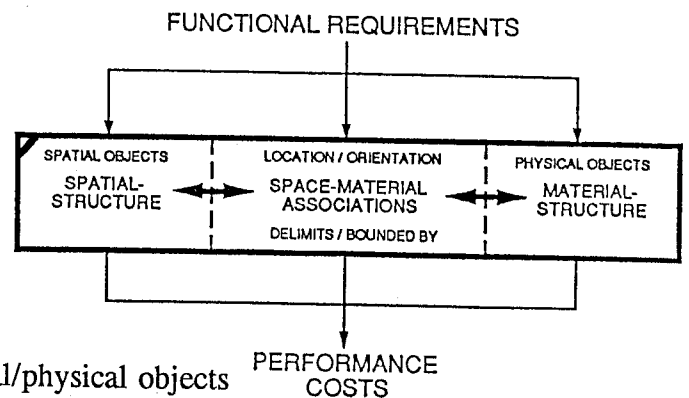 FUNCTIONAL REQUIREMENTS
SPATIAL OBJECTS
SPATIAL-
STRUCTURE
LOCATION / ORIENTATION
SPACE-MATERIAL
ASSOCIATIONS
DELIMITS / BOUNDED BY
PHYSICAL OBJECTS
MATERIAL-
STRUCTURE
/physical objects
PERFORMANCE
COSTS